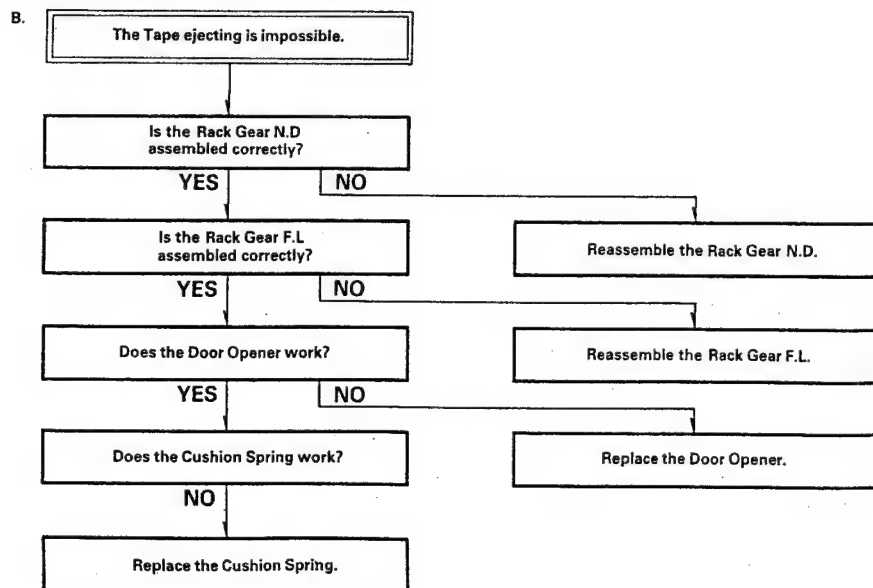 B.
The Tape ejecting is impossible.
Is the Rack Gear N.D
assembled correctly?
YES
NO
Is the Rack Gear F.L
assembled correctly?
Reassemble the Rack Gear N.D.
YES
NO
Does the Door Opener work?
Reassemble the Rack Gear F.L.
YES
NO
Does the Cushion Spring work?
Replace the Door Opener.
NO
Replace the Cushion Spring.